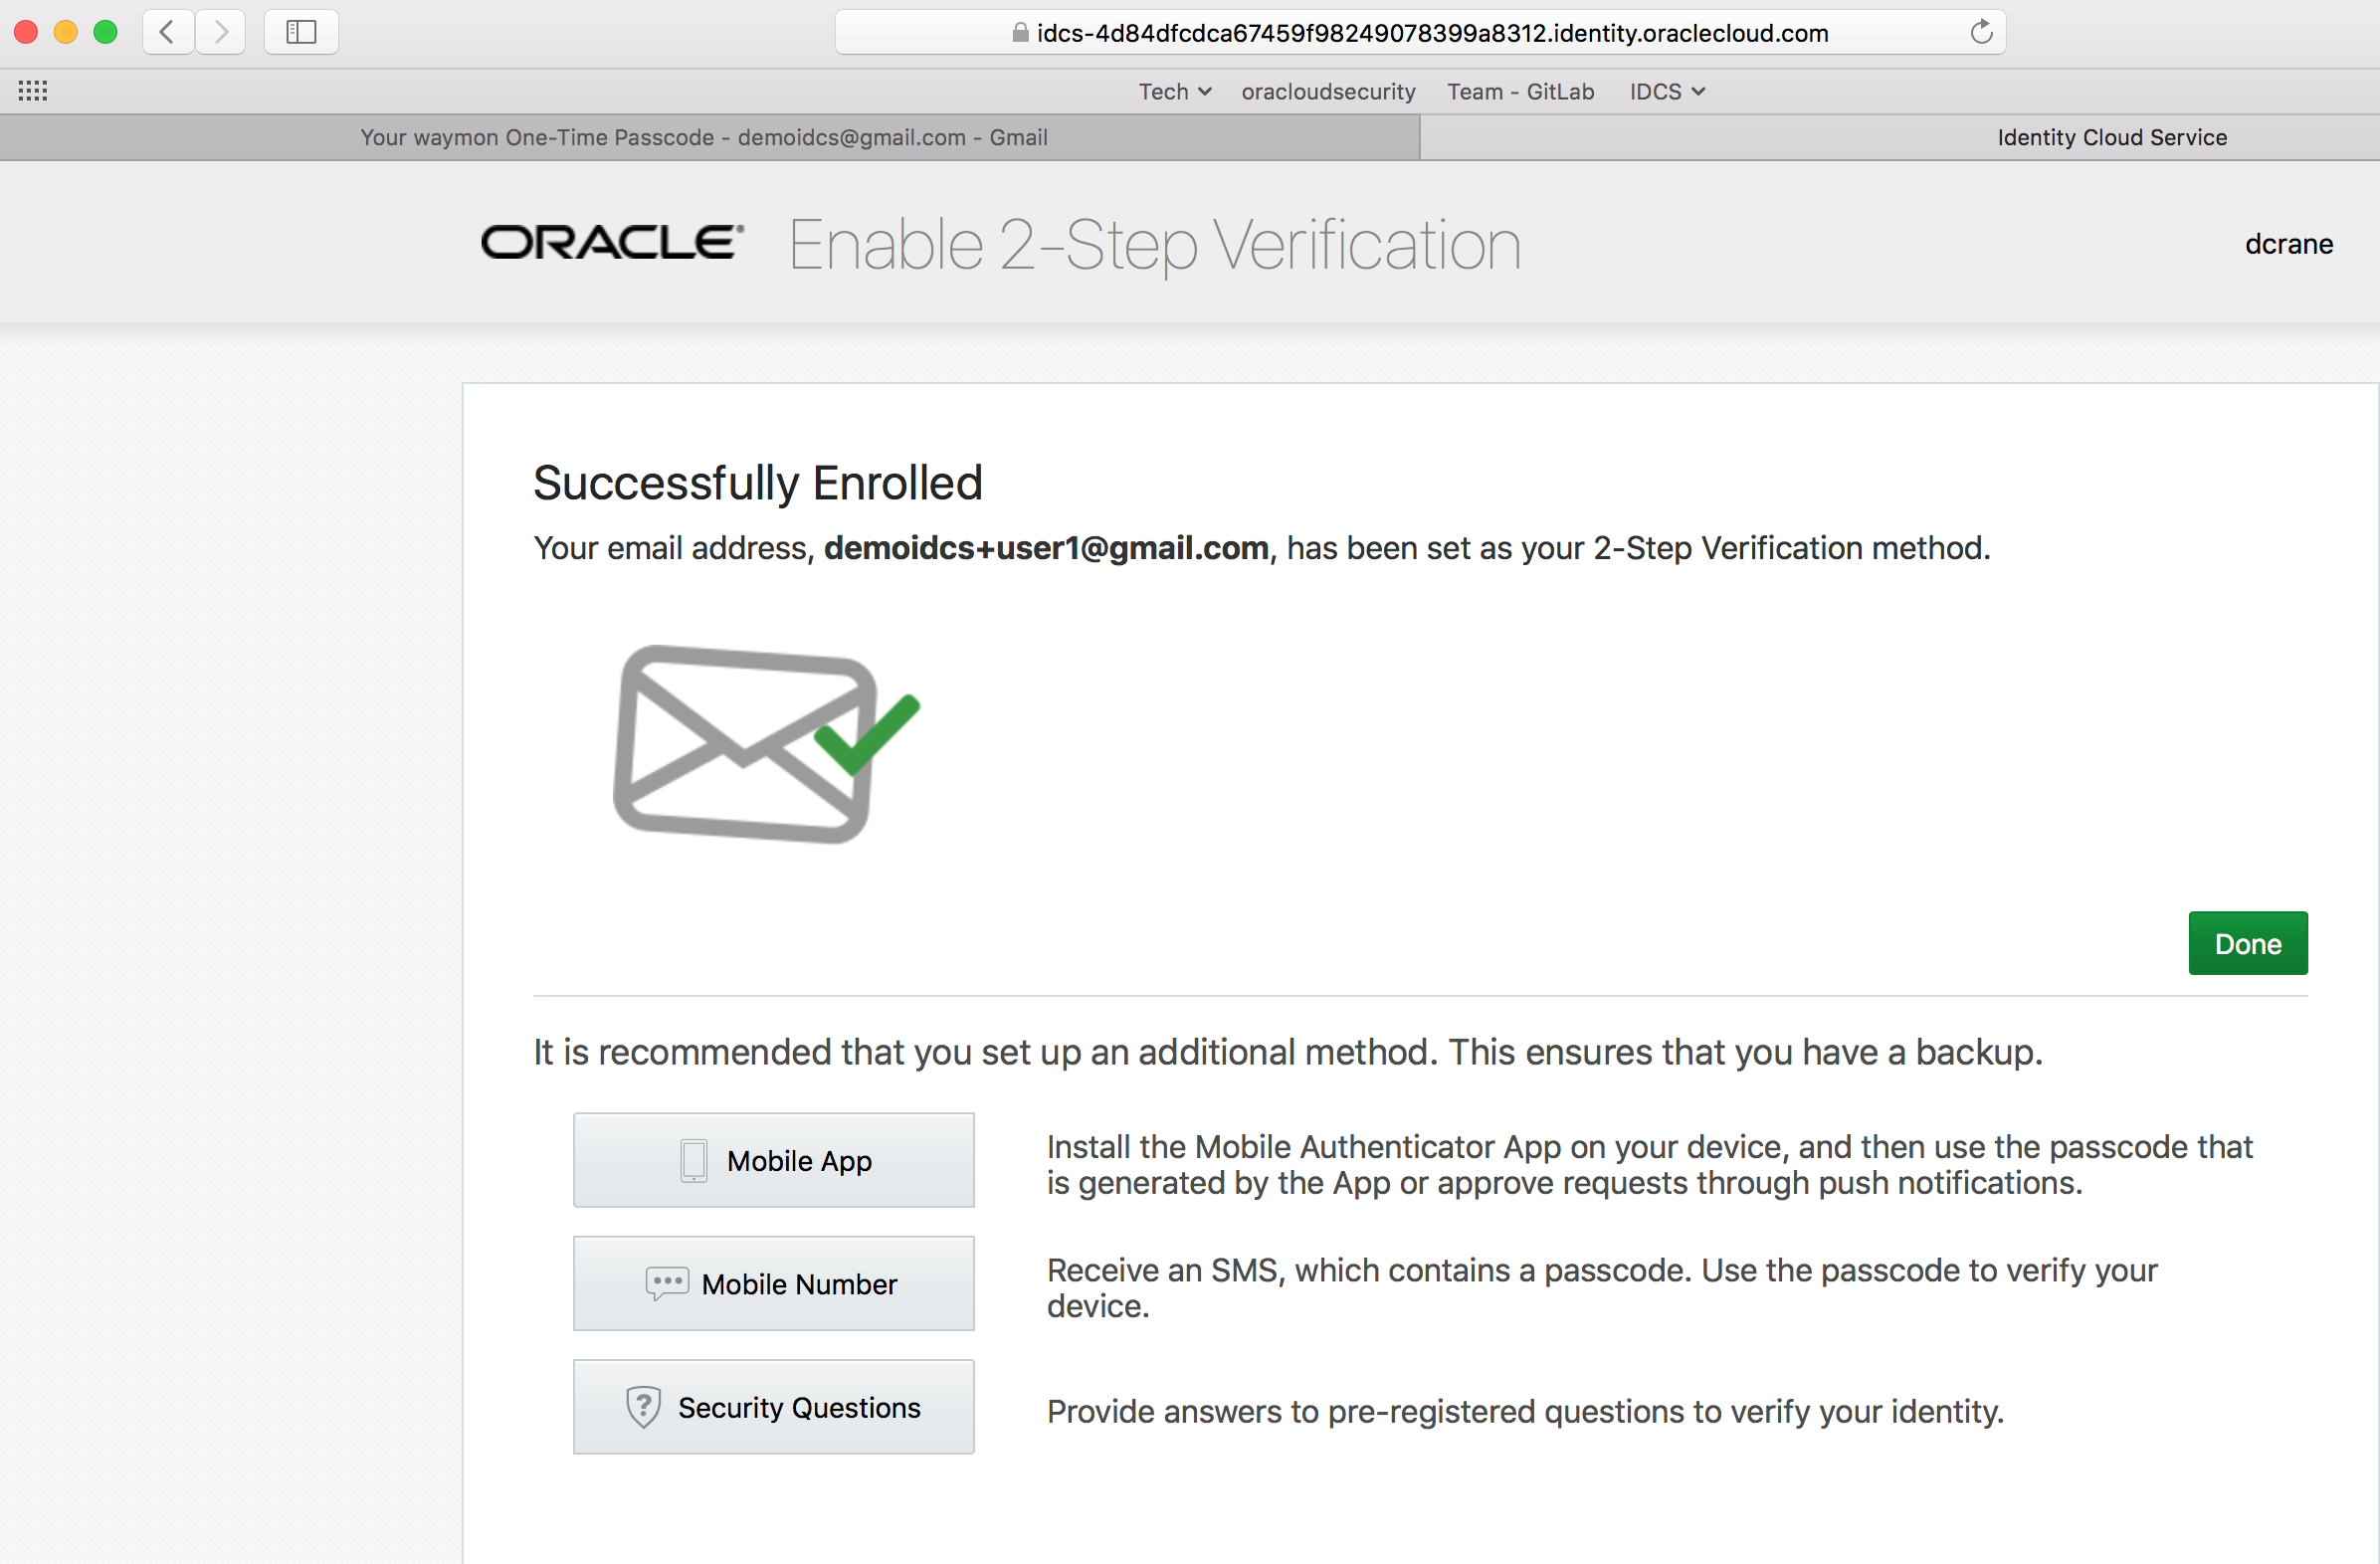 idcs-4d84dfcdca67459f98249078399a8312.identity.oraclecloud.com
Tech oracloudsecurity Team - GitLab IDCS
Your waymon One-Time Passcode - demoidcs@gmail.com - Gmail Identity Cloud Service
ORACLE® Enable 2-Step Verification dcrane
Successfully Enrolled
Your email address, demoidcs+user1@gmail.com, has been set as your 2-Step Verification method.
Done
It is recommended that you set up an additional method. This ensures that you have a backup.
Mobile App
Install the Mobile Authenticator App on your device, and then use the passcode that
is generated by the App or approve requests through push notifications.
Mobile Number
Receive an SMS, which contains a passcode. Use the passcode to verify your
device.
Security Questions
Provide answers to pre-registered questions to verify your identity.